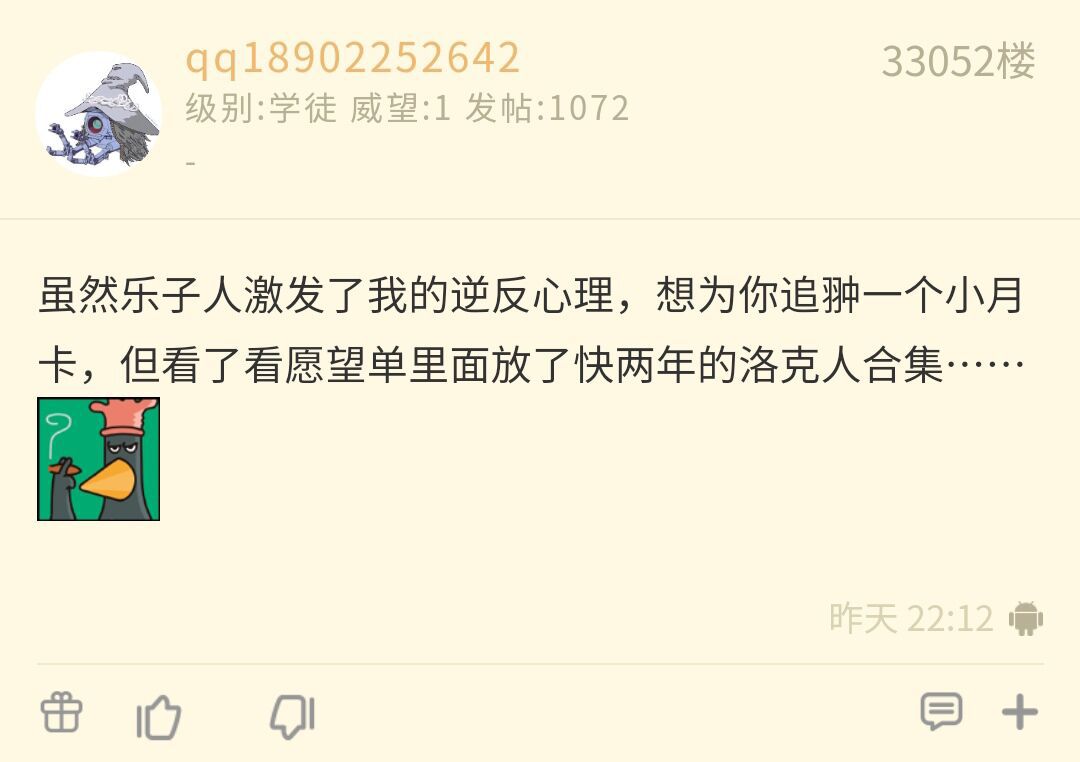 qq18902252642
33052楼
级别:学徒 威望:1 发帖:1072
-
虽然乐子人激发了我的逆反心理，想为你追翀一个小月
卡，但看了看愿望单里面放了快两年的洛克人合集……
昨天 22:12